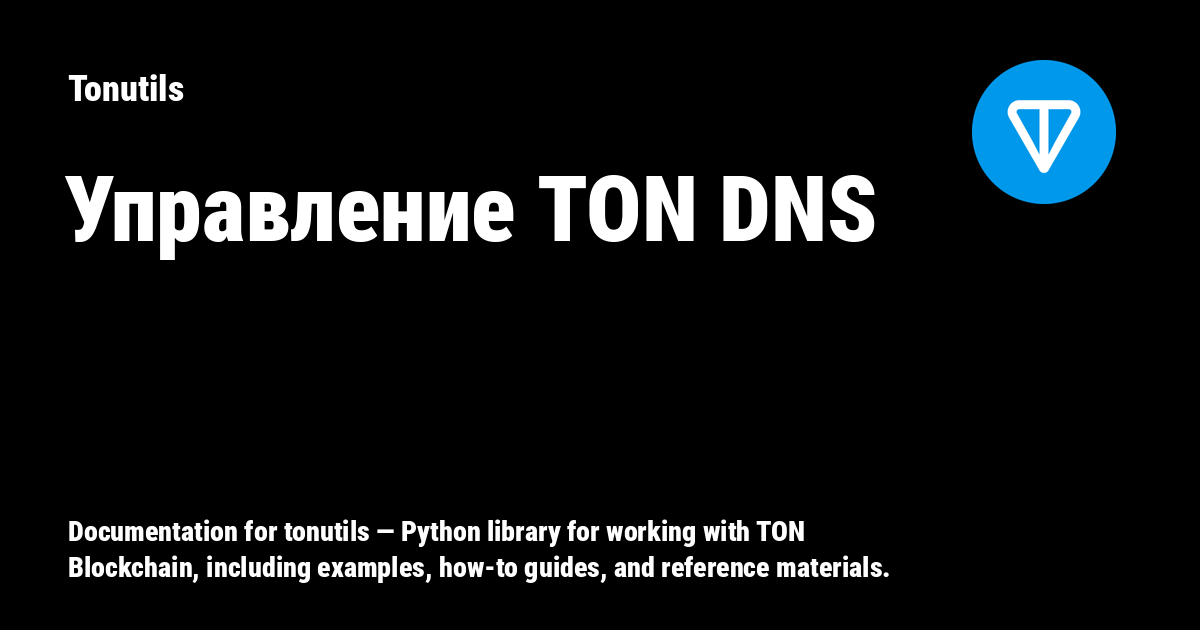 Tonutils
Управление TON DNS
Documentation for tonutils — Python library for working with TON
Blockchain, including examples, how-to guides, and reference materials.